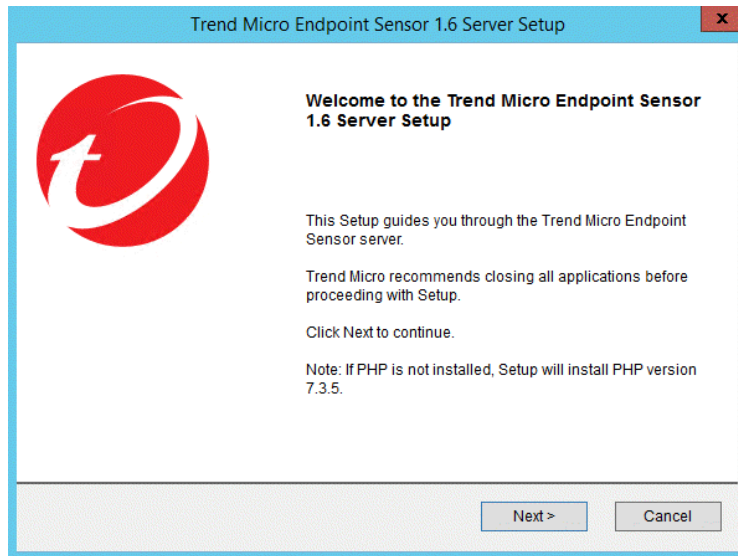 Trend Micro Endpoint Sensor 1.6 Server Setup
x
Welcome to the Trend Micro Endpoint Sensor
1.6 Server Setup
This Setup guides you through the Trend Micro Endpoint
Sensor server.
Trend Micro recommends closing all applications before
proceeding with Setup.
Click Next to continue.
Note: If PHP is not installed, Setup will install PHP version
7.3.5.
Next >
Cancel